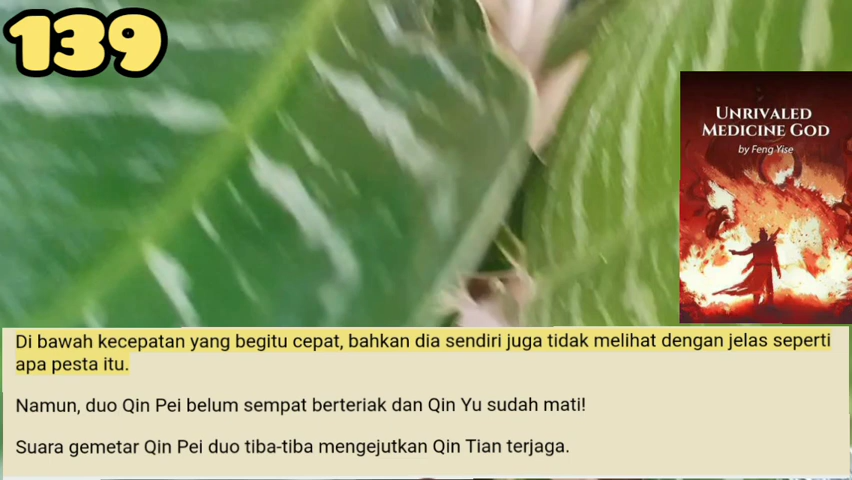 139
UNRIVALED
MEDICINE GOD
by Feng Yise
Di bawah kecepatan yang begitu cepat, bahkan dia sendiri juga tidak melihat dengan jelas seperti
apa pesta itu.
Namun, duo Qin Pei belum sempat berteriak dan Qin Yu sudah mati!
Suara gemetar Qin Pei duo tiba-tiba mengejutkan Qin Tian terjaga.